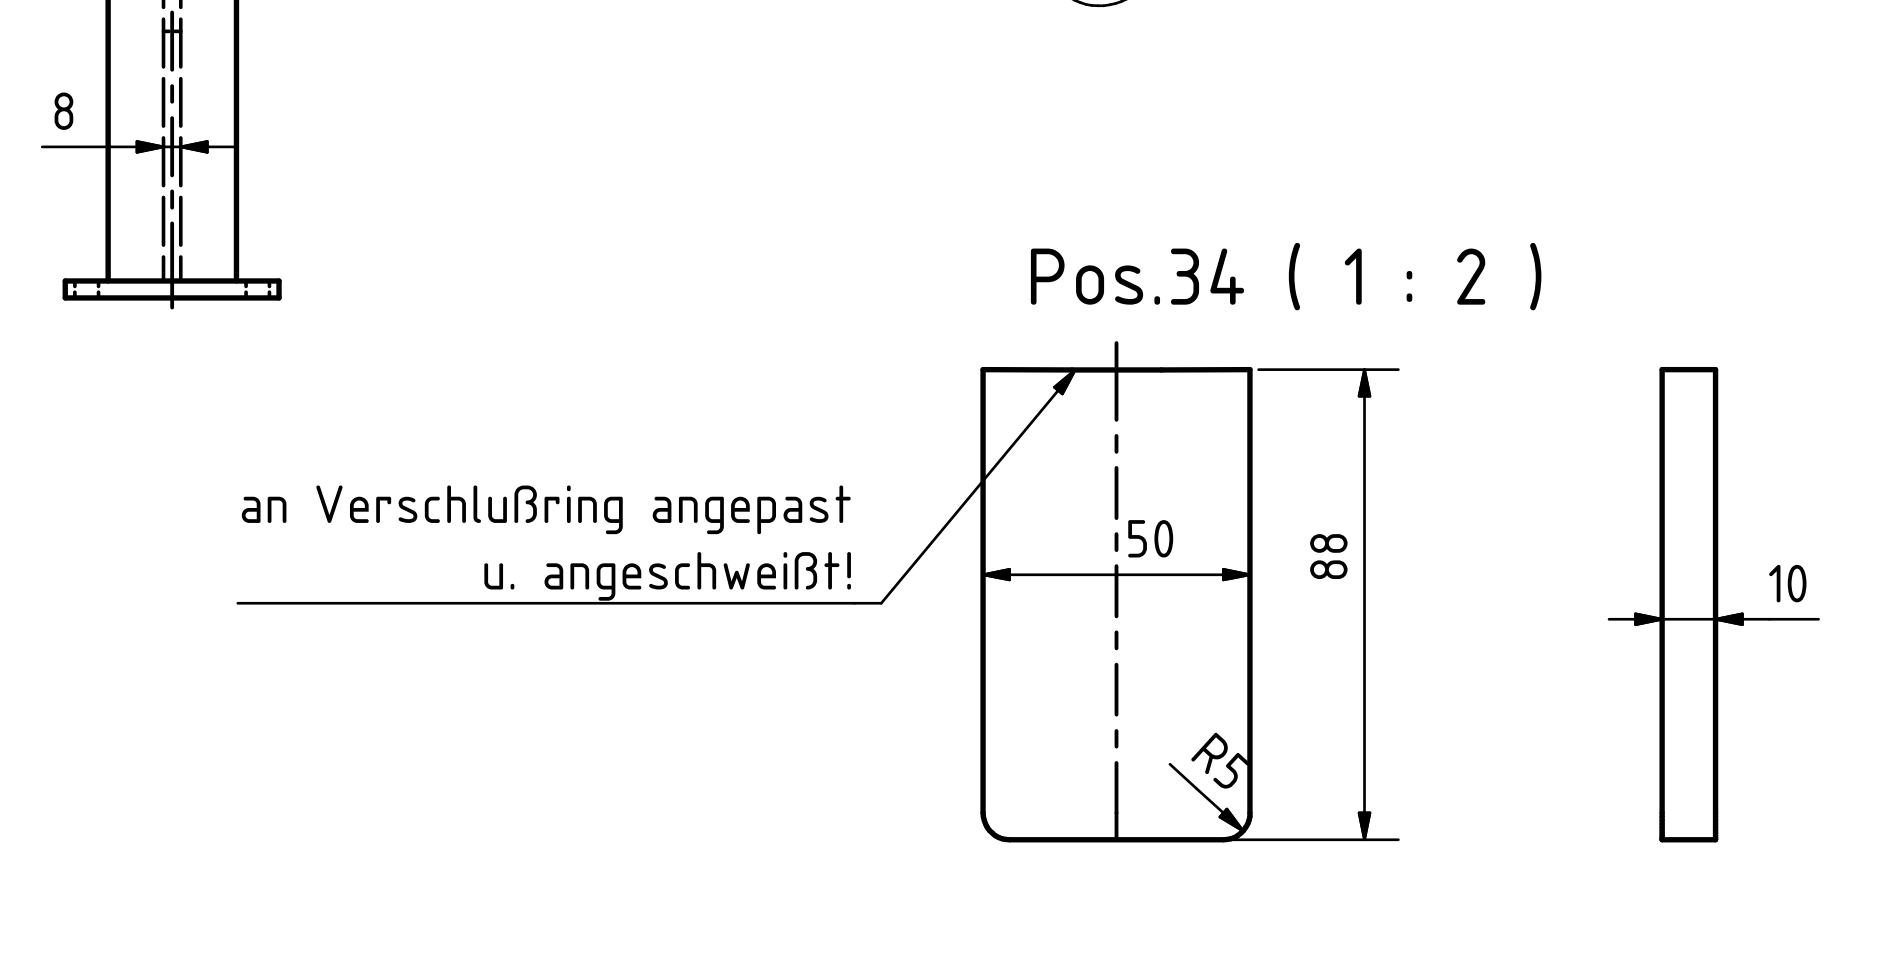 8
Pos.34 ( 1 : 2 )
an Verschlußring angepast
u. angeschweißt!
50
88
10
R5